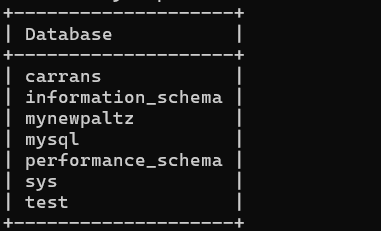 +--------------------+
| Database           |
+--------------------+
| carrans            |
| information_schema |
| mynewpaltz         |
| mysql              |
| performance_schema |
| sys                |
| test               |
+--------------------+